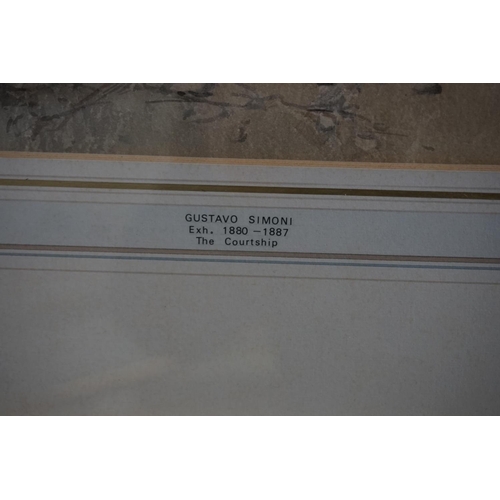 GUSTAVO SIMONI
Exh. 1880-1887
The Courtship